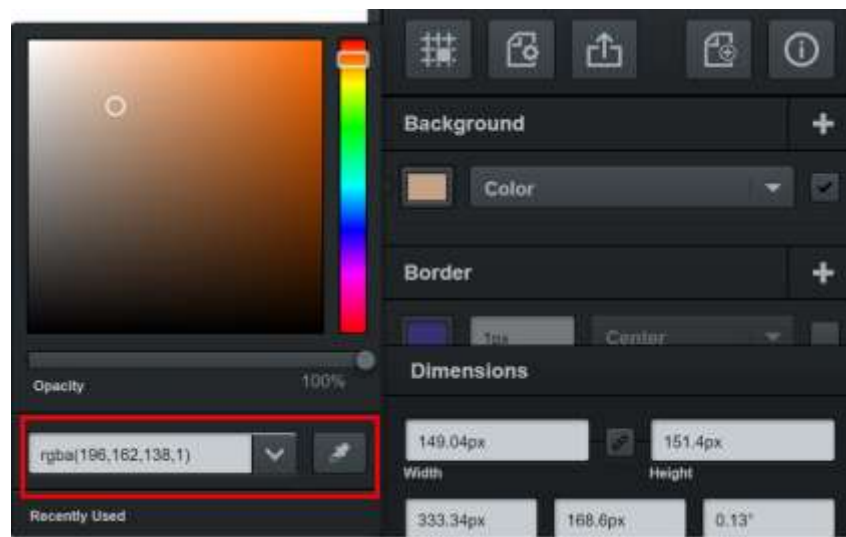 Background
Color
Border
1px Center
Opacity 100%
Dimensions
rgba(196,162,138,1)
149.04px 151.4px
Width Height
Recently Used
333.34px 168.6px 0.13°